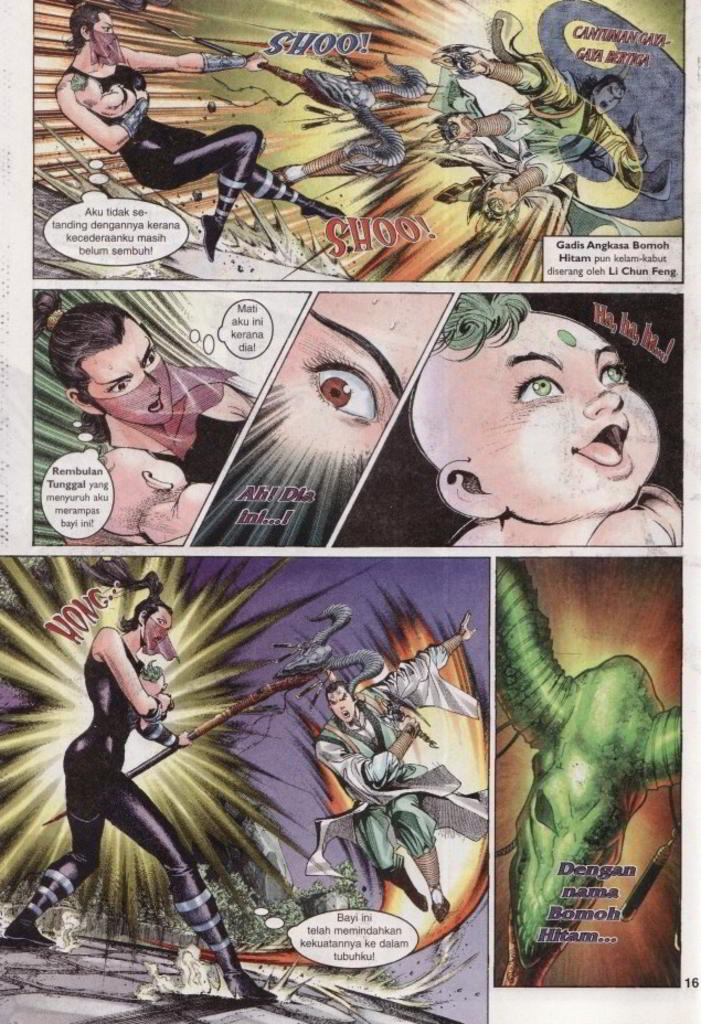 SHOO!
CANTUMAN GAYA-
GAYA BERTIGA
Aku tidak se-
tanding dengannya kerana
kecederaanku masih
belum sembuh!
SHOO!
Gadis Angkasa Bomoh
Hitam pun kelam-kabut
diserang oleh Li Chun Feng.
Mati
aku ini
kerana
dia!
Rembulan
Tunggal yang
menyuruh aku
merampas
bayi ini!
Ah! Dia
ini...!
Ha, ha, ha...!
WONG...
Bayi ini
telah memindahkan
kekuatannya ke dalam
tubuhku!
Dengan
nama
Bomoh
Hitam...
16